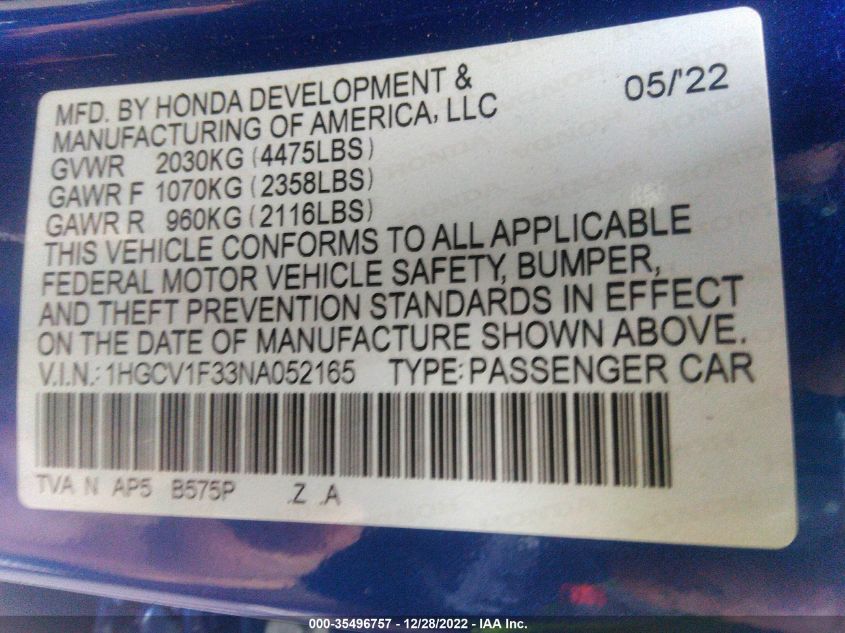 MFD. BY HONDA DEVELOPMENT & 05/'22
MANUFACTURING OF AMERICA, LLC
GVWR 2030KG (4475LBS)
GAWR F 1070KG (2358LBS)
GAWR R 960KG (2116LBS)
THIS VEHICLE CONFORMS TO ALL APPLICABLE
FEDERAL MOTOR VEHICLE SAFETY, BUMPER,
AND THEFT PREVENTION STANDARDS IN EFFECT
ON THE DATE OF MANUFACTURE SHOWN ABOVE.
V.I.N.: 1HGCV1F33NA052165 TYPE: PASSENGER CAR
TVA N AP5 B575P .Z .A
000-35496757 - 12/28/2022 - IAA Inc.